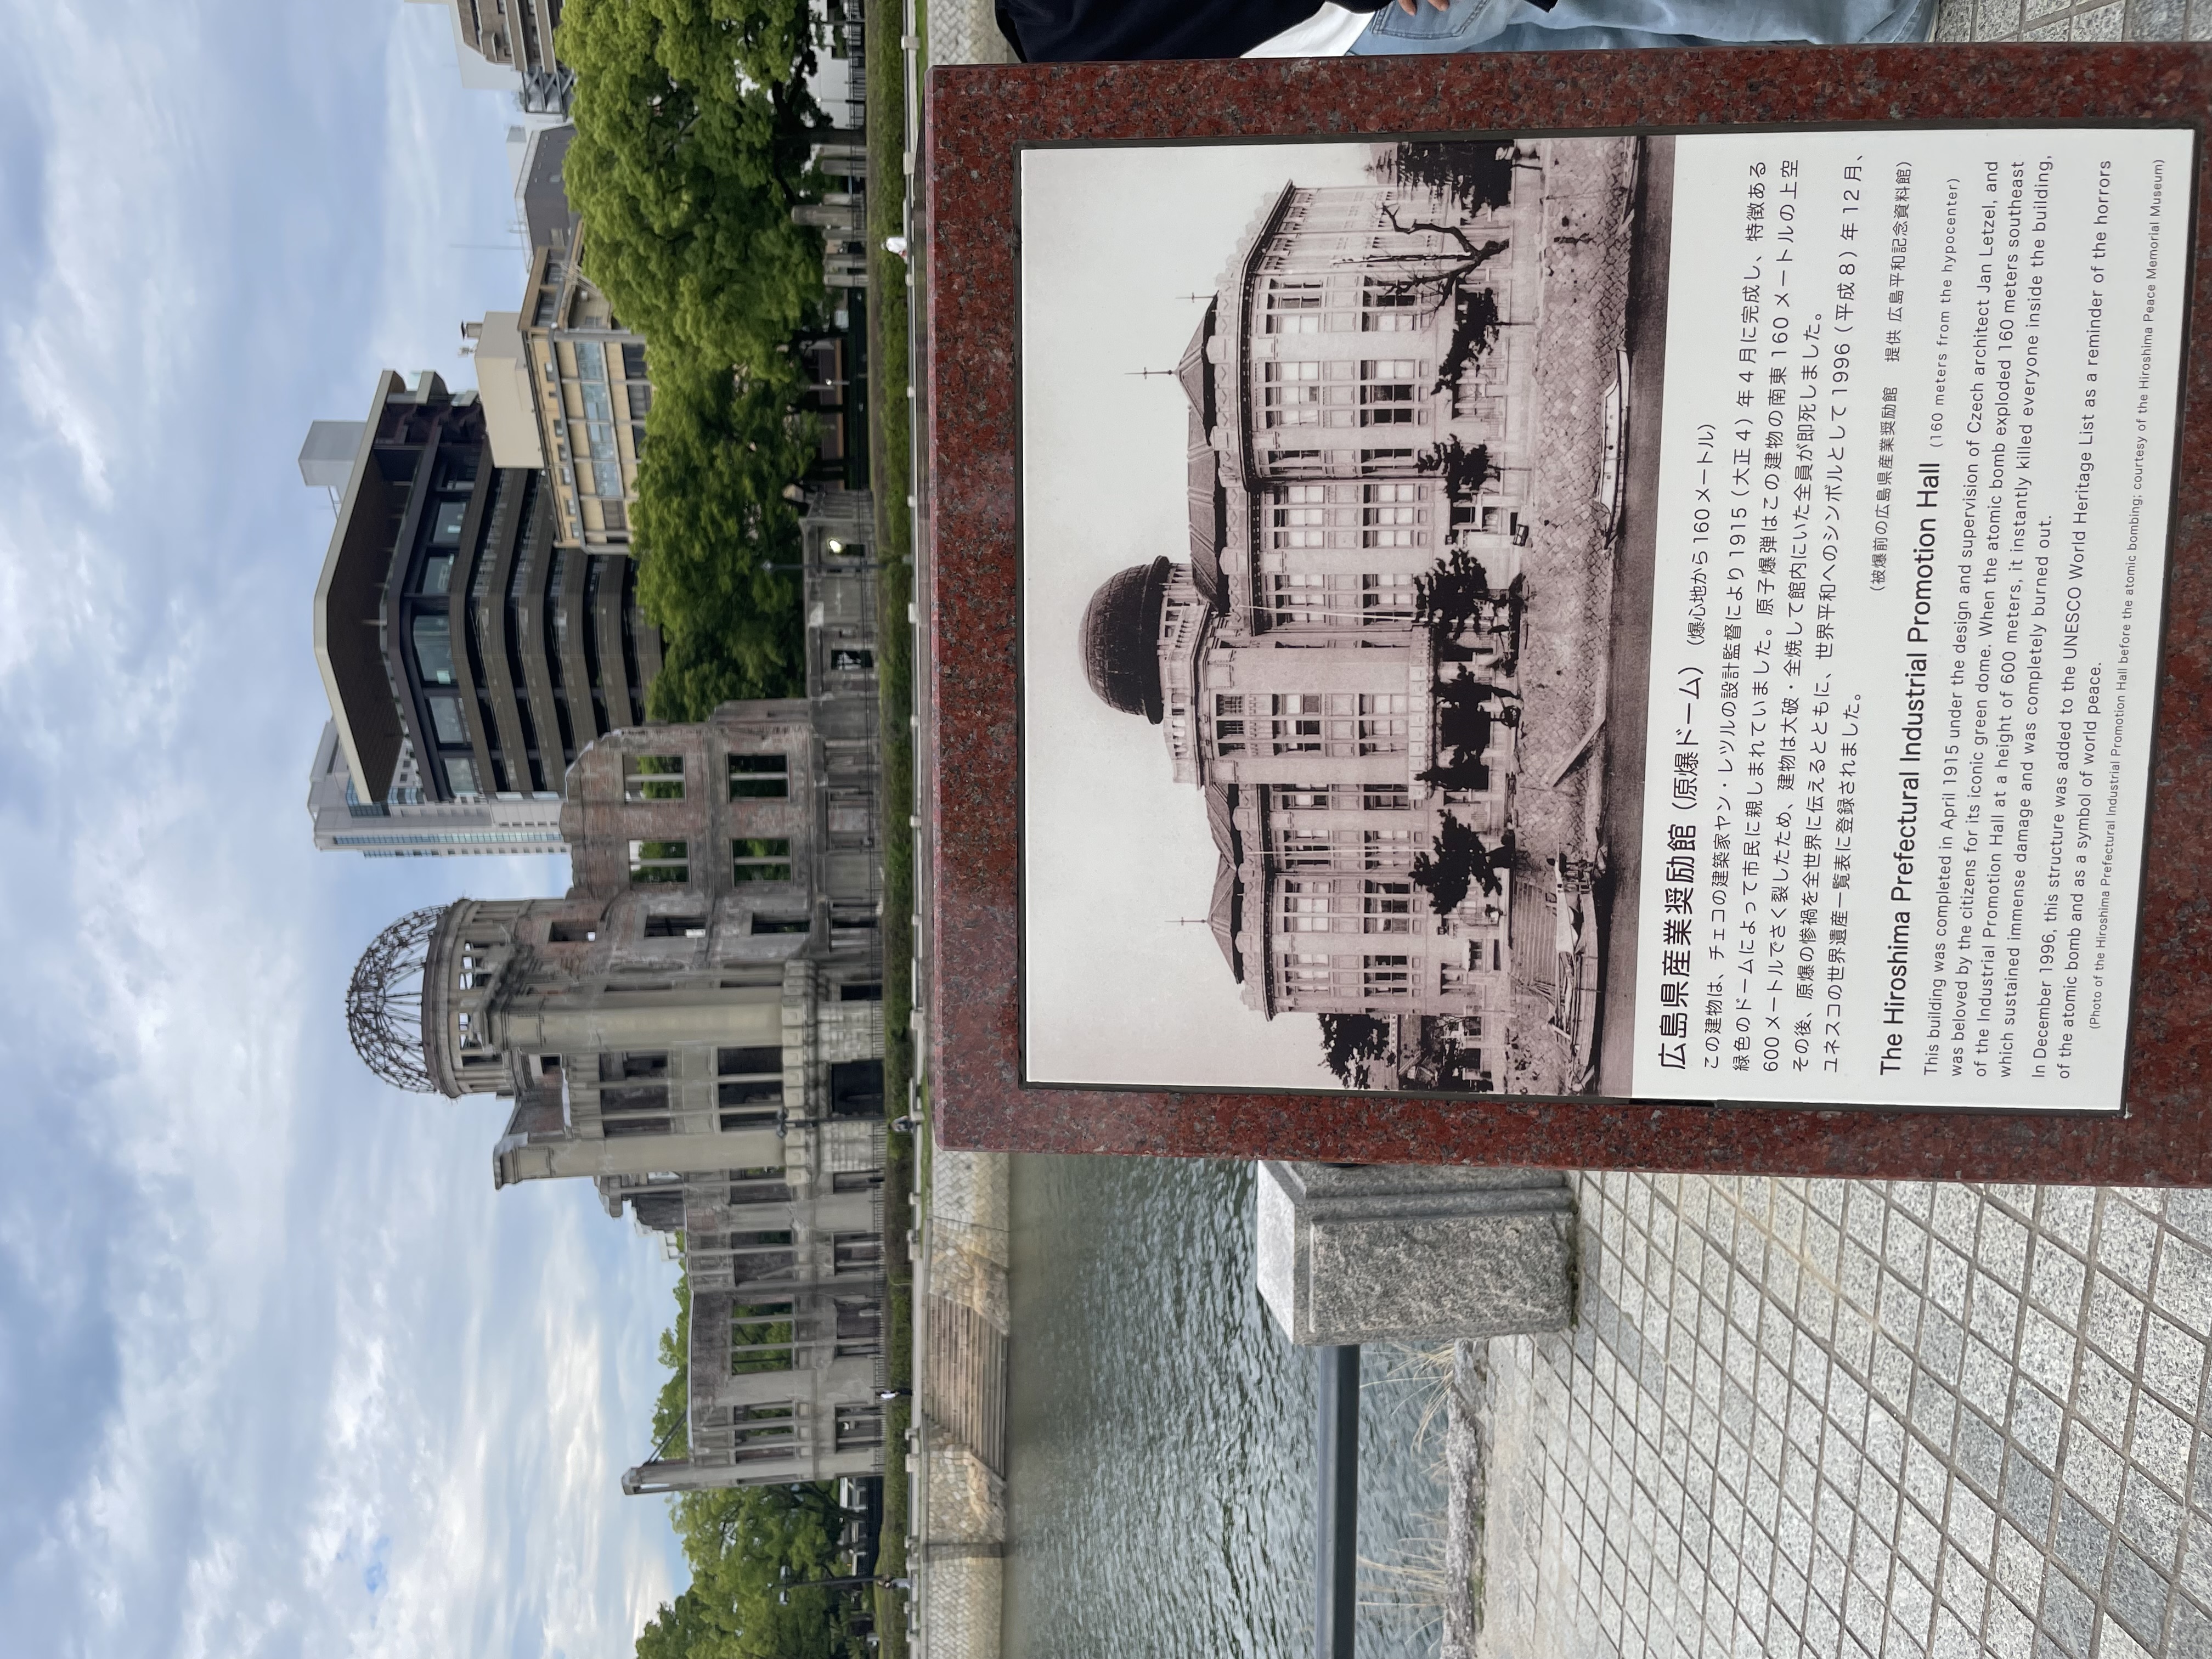 広島県産業奨励館（原爆ドーム）（爆心地から160メートル）
この建物は、チェコの建築家ヤン・レツルの設計監督により1915（大正4）年4月に完成し、特徴ある
緑色のドームによって市民に親しまれていました。原子爆弾はこの建物の南東160メートルの上空
600メートルでさく裂したため、建物は大破・全焼して館内にいた全員が即死しました。
その後、原爆の惨禍を全世界に伝えるとともに、世界平和へのシンボルとして1996（平成8）年12月、
ユネスコの世界遺産一覧表に登録されました。
（被爆前の広島県産業奨励館　提供 広島平和記念資料館）
The Hiroshima Prefectural Industrial Promotion Hall (160 meters from the hypocenter)
This building was completed in April 1915 under the design and supervision of Czech architect Jan Letzel, and
was beloved by the citizens for its iconic green dome. When the atomic bomb exploded 160 meters southeast
of the Industrial Promotion Hall at a height of 600 meters, it instantly killed everyone inside the building,
which sustained immense damage and was completely burned out.
In December 1996, this structure was added to the UNESCO World Heritage List as a reminder of the horrors
of the atomic bomb and as a symbol of world peace.
(Photo of the Hiroshima Prefectural Industrial Promotion Hall before the atomic bombing; courtesy of the Hiroshima Peace Memorial Museum)